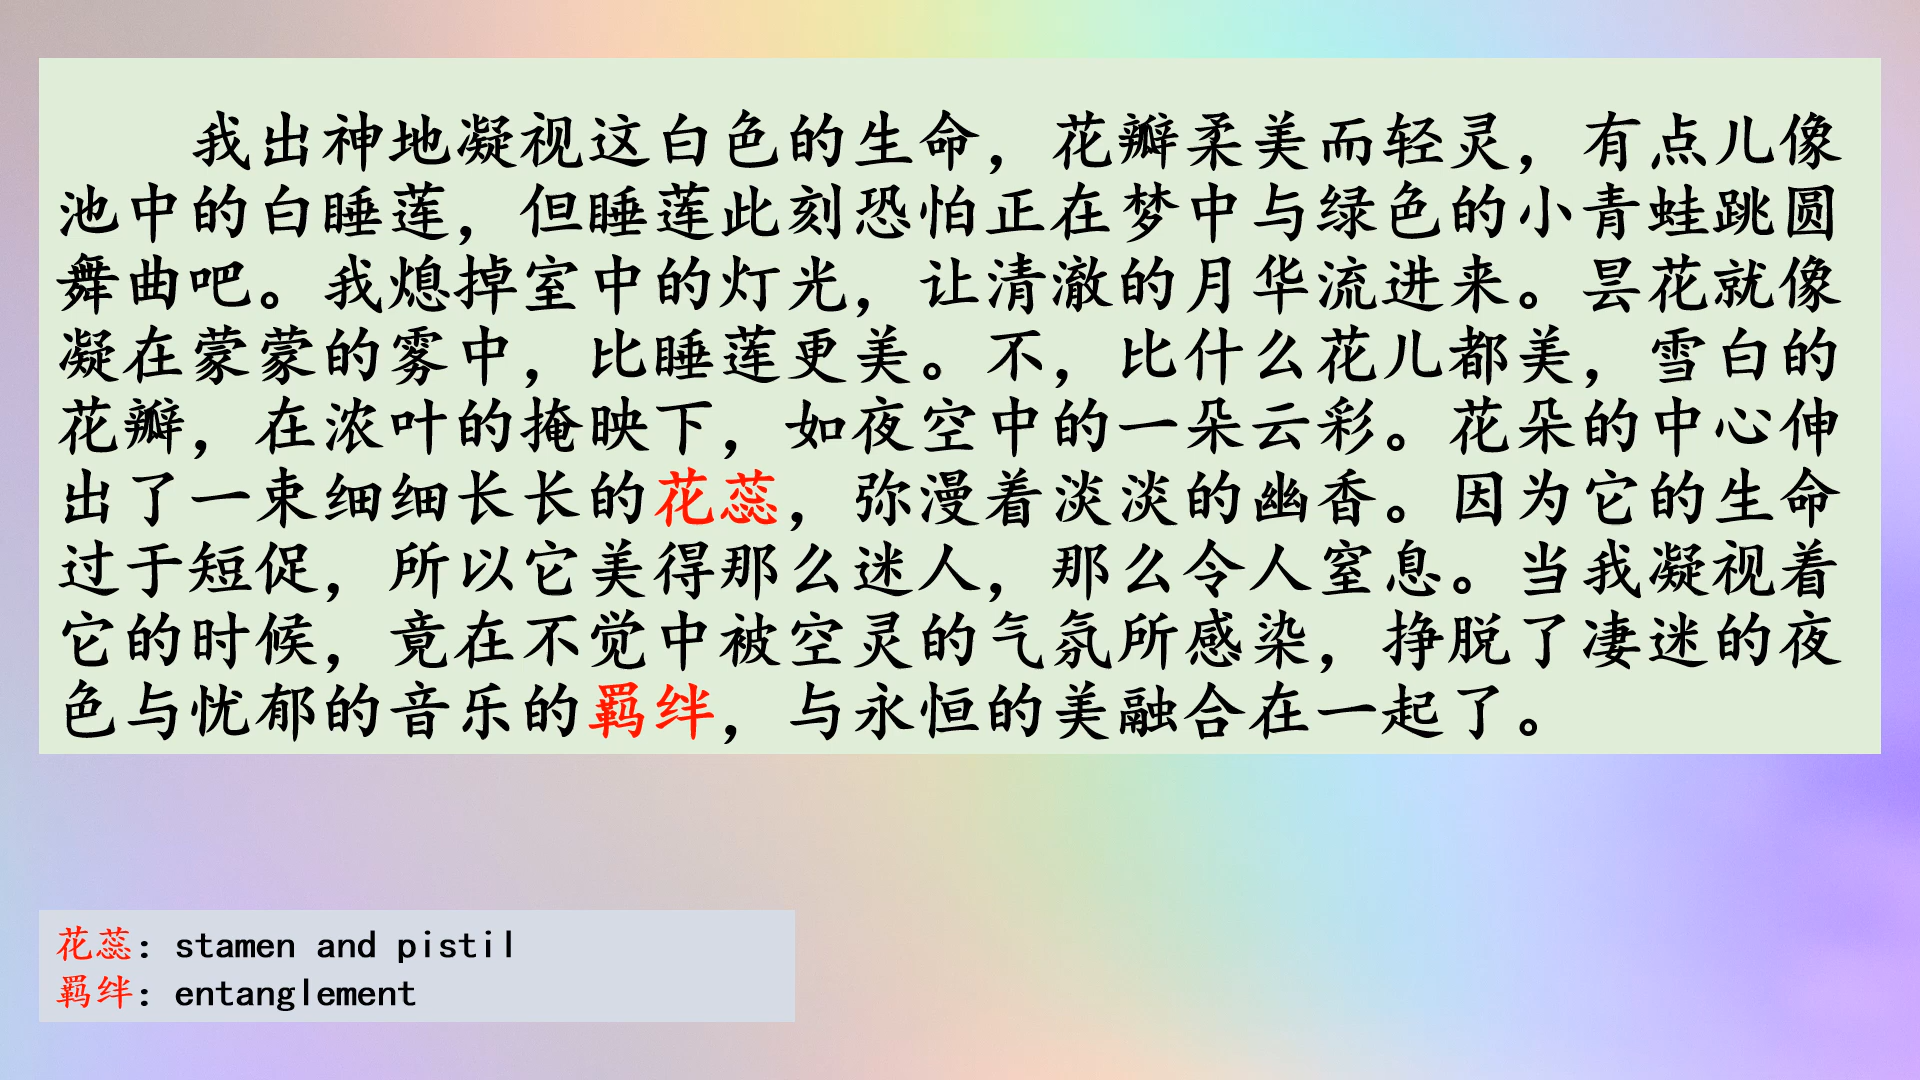 我出神地凝视这白色的生命，花瓣柔美而轻灵，有点儿像
池中的白睡莲，但睡莲此刻恐怕正在梦中与绿色的小青蛙跳圆
舞曲吧。我熄掉室中的灯光，让清澈的月华流进来。昙花就像
凝在蒙蒙的雾中，比睡莲更美。不，比什么花儿都美，雪白的
花瓣，在浓叶的掩映下，如夜空中的一朵云彩。花朵的中心伸
出了一束细细长长的花蕊，弥漫着淡淡的幽香。因为它的生命
过于短促，所以它美得那么迷人，那么令人窒息。当我凝视着
它的时候，竟在不觉中被空灵的气氛所感染，挣脱了凄迷的夜
色与忧郁的音乐的羁绊，与永恒的美融合在一起了。
花蕊：stamen and pistil
羁绊：entanglement